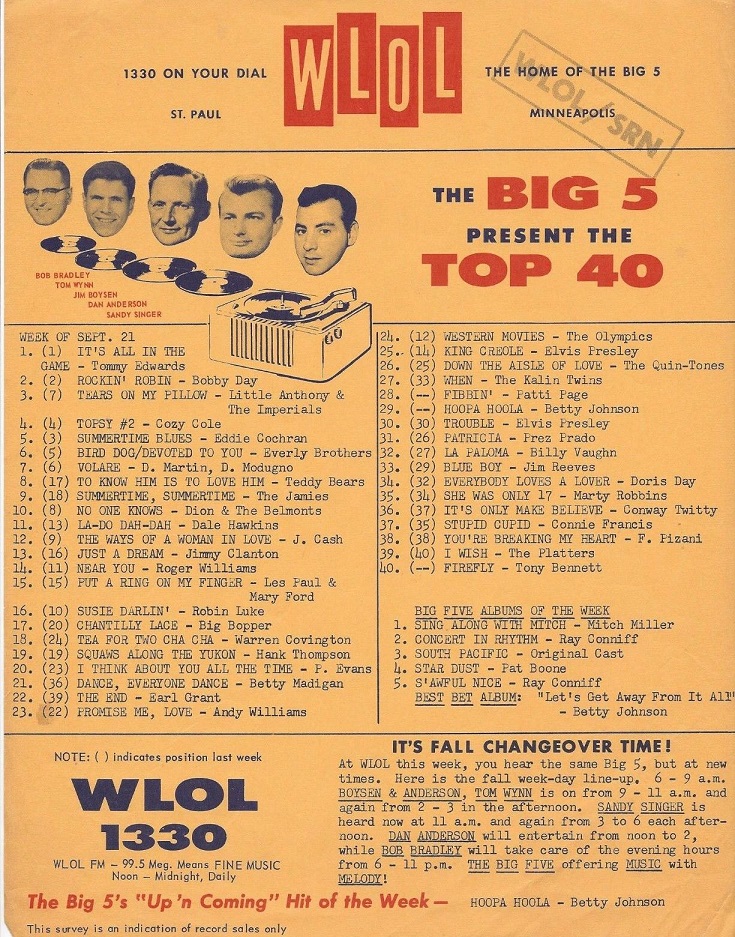 WLOL
1330 ON YOUR DIAL
THE HOME OF THE BIG 5
ST. PAUL
MINNEAPOLIS
WLOL/SRN
THE BIG 5
PRESENT THE
TOP 40
BOB BRADLEY
TOM WYNN
JIM BOYSEN
DAN ANDERSON
SANDY SINGER
WEEK OF SEPT. 21
1. (1) IT'S ALL IN THE
GAME - Tommy Edwards
2. (2) ROCKIN' ROBIN - Bobby Day
3. (7) TEARS ON MY PILLOW - Little Anthony &
The Imperials
4. (4) TOPSY #2 - Cozy Cole
5. (3) SUMMERTIME BLUES - Eddie Cochran
6. (5) BIRD DOG/DEVOTED TO YOU - Everly Brothers
7. (6) VOLARE - D. Martin, D. Modugno
8. (17) TO KNOW HIM IS TO LOVE HIM - Teddy Bears
9. (18) SUMMERTIME, SUMMERTIME - The Jamies
10. (8) NO ONE KNOWS - Dion & The Belmonts
11. (13) LA-DO DAH-DAH - Dale Hawkins
12. (9) THE WAYS OF A WOMAN IN LOVE - J. Cash
13. (16) JUST A DREAM - Jimmy Clanton
14. (11) NEAR YOU - Roger Williams
15. (15) PUT A RING ON MY FINGER - Les Paul &
Mary Ford
16. (10) SUSIE DARLIN' - Robin Luke
17. (20) CHANTILLY LACE - Big Bopper
18. (24) TEA FOR TWO CHA CHA - Warren Covington
19. (19) SQUAWS ALONG THE YUKON - Hank Thompson
20. (23) I THINK ABOUT YOU ALL THE TIME - P. Evans
21. (36) DANCE, EVERYONE DANCE - Betty Madigan
22. (39) THE END - Earl Grant
23. (22) PROMISE ME, LOVE - Andy Williams
24. (12) WESTERN MOVIES - The Olympics
25. (14) KING CREOLE - Elvis Presley
26. (25) DOWN THE AISLE OF LOVE - The Quin-Tones
27. (33) WHEN - The Kalin Twins
28. (--) FIBBIN' - Patti Page
29. (--) HOOPA HOOLA - Betty Johnson
30. (30) TROUBLE - Elvis Presley
31. (26) PATRICIA - Prez Prado
32. (27) LA PALOMA - Billy Vaughn
33. (29) BLUE BOY - Jim Reeves
34. (32) EVERYBODY LOVES A LOVER - Doris Day
35. (34) SHE WAS ONLY 17 - Marty Robbins
36. (37) IT'S ONLY MAKE BELIEVE - Conway Twitty
37. (35) STUPID CUPID - Connie Francis
38. (38) YOU'RE BREAKING MY HEART - F. Pizani
39. (40) I WISH - The Platters
40. (--) FIREFLY - Tony Bennett
BIG FIVE ALBUMS OF THE WEEK
1. SING ALONG WITH MITCH - Mitch Miller
2. CONCERT IN RHYTHM - Ray Conniff
3. SOUTH PACIFIC - Original Cast
4. STAR DUST - Pat Boone
5. S'AWFUL NICE - Ray Conniff
BEST BET ALBUM: "Let's Get Away From It All"
- Betty Johnson
NOTE: ( ) indicates position last week
WLOL
1330
WLOL FM - 99.5 Meg. Means FINE MUSIC
Noon - Midnight, Daily
IT'S FALL CHANGEOVER TIME!
At WLOL this week, you hear the same Big 5, but at new
times. Here is the fall week-day line-up. 6 - 9 a.m.
BOYSEN & ANDERSON, TOM WYNN is on from 9 - 11 a.m. and
again from 2 - 3 in the afternoon. SANDY SINGER is
heard now at 11 a.m. and again from 3 to 6 each after-
noon. DAN ANDERSON will entertain from noon to 2,
while BOB BRADLEY will take care of the evening hours
from 6 - 11 p.m. THE BIG FIVE offering MUSIC with
MELODY!
The Big 5's "Up 'n Coming" Hit of the Week— HOOPA HOOLA - Betty Johnson
This survey is an indication of record sales only